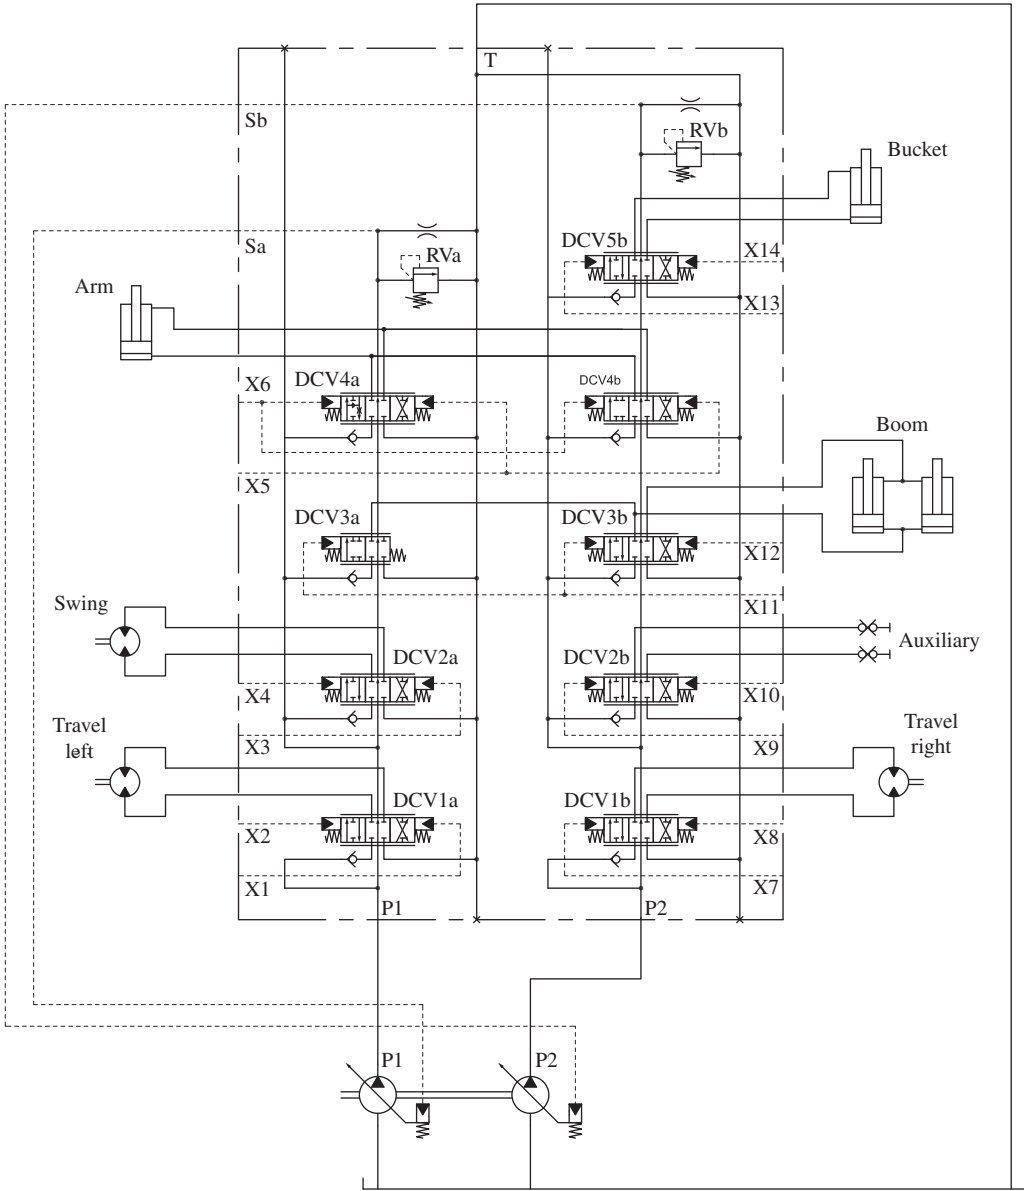 T
Sb
RVb
Bucket
Sa
RVa
DCV5b
X14
Arm
X13
X6
DCV4a
DCV4b
Boom
X5
DCV3a
DCV3b
X12
Swing
X11
DCV2a
DCV2b
Auxiliary
X4
X10
Travel
left
X3
X9
Travel
right
DCV1a
DCV1b
X2
X8
X1
X7
P1
P2
P1
P2